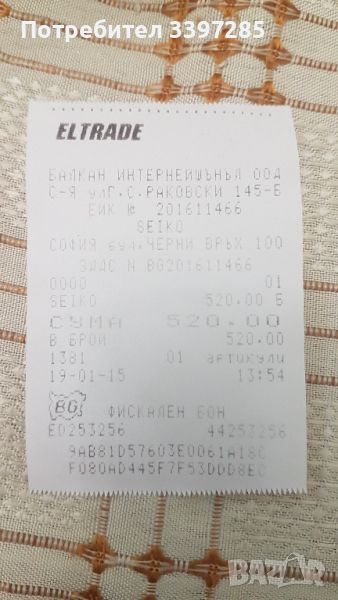 Потребител 3397285
ELTRADE
БАЛКАН ИНТЕРНЕЙШЪНЪЛ ООД
С-Я УЛ.Г.С.РАКОВСКИ 145-Б
ЕИК № 201611466
SEIKO
СОФИЯ бул.ЧЕРНИ ВРЪХ 100
ЗДДС N BG201611466
0000 01
SEIKO 520.00 Б
СУМА 520.00
В БРОЙ 520.00
1381 01 артикули
19-01-15 13:54
BG ФИСКАЛЕН БОН
ED253256 44253256
9AB81D57603E0061A18C
F080AD445F7F53DDD8EC
BAZAR